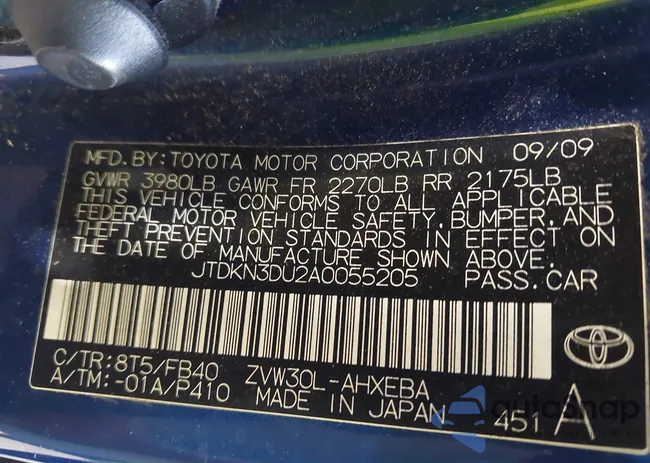 MFD. BY: TOYOTA MOTOR CORPORATION 09/09
GVWR 3980LB GAWR FR 2270LB RR 2175LB
THIS VEHICLE CONFORMS TO ALL APPLICABLE
FEDERAL MOTOR VEHICLE SAFETY, BUMPER, AND
THEFT PREVENTION STANDARDS IN EFFECT ON
THE DATE OF MANUFACTURE SHOWN ABOVE.
JTDKN3DU2A0055205 PASS.CAR
C/TR:8T5/FB40 ZVW30L-AHXEBA
A/TM:-01A/P410 MADE IN JAPAN 451 A
autosnap